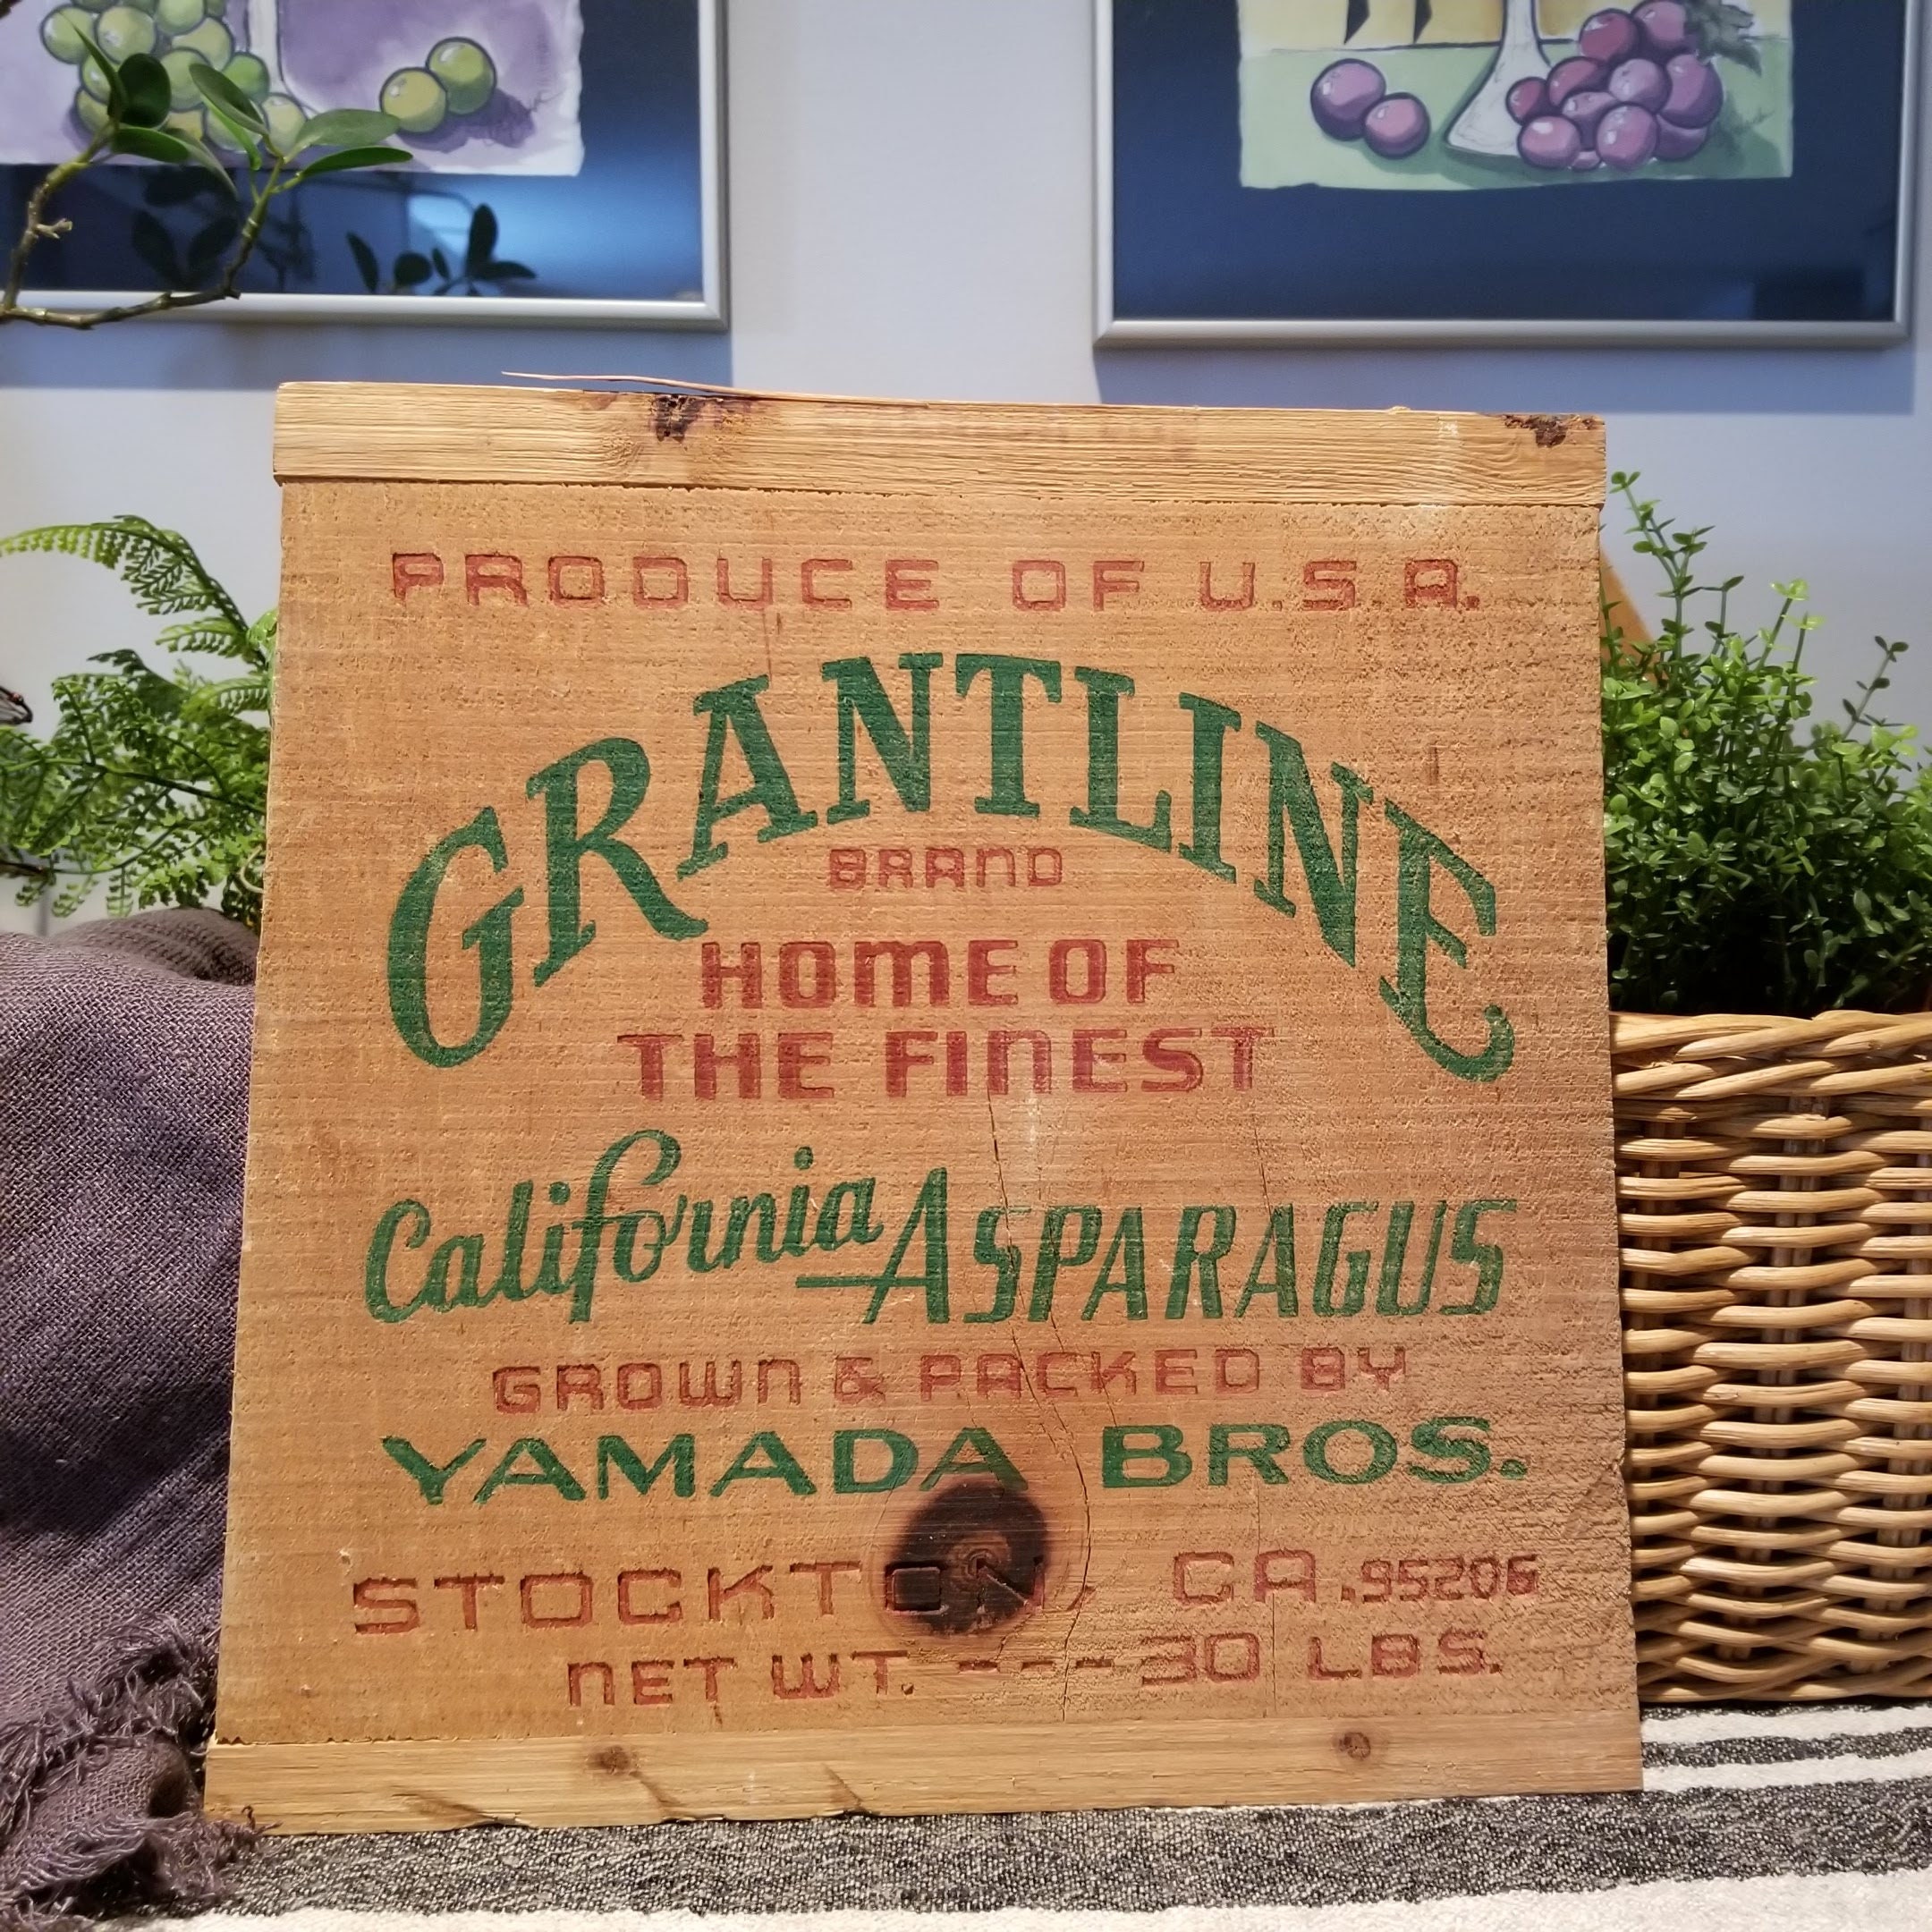 PRODUCE OF U.S.A.
GRANTLINE
BRAND
HOME OF
THE FINEST
California ASPARAGUS
GROWN & PACKED BY
YAMADA BROS.
STOCKTON, CA. 95206
NET WT. ---- 30 LBS.